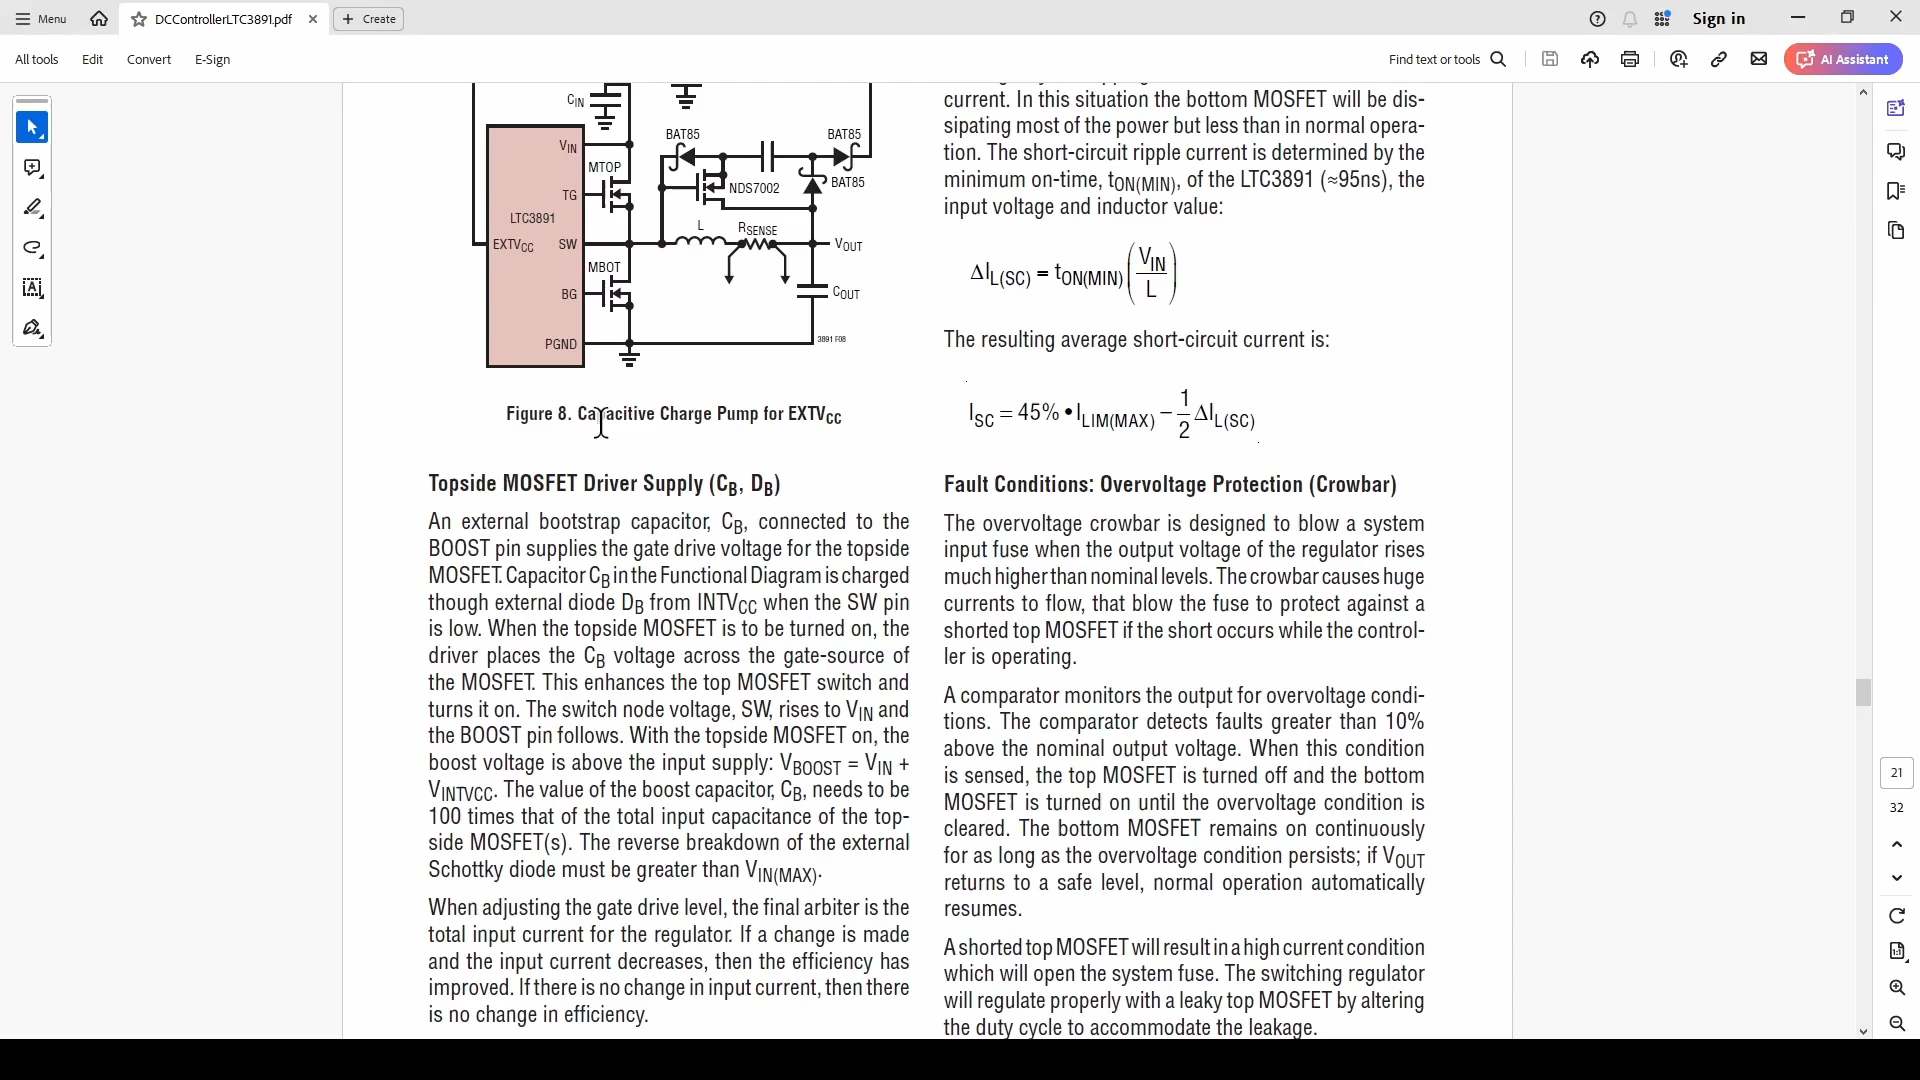 Menu
DCControllerLTC3891.pdf
Create
Sign in
All tools
Edit
Convert
E-Sign
Find text or tools
AI Assistant
CIN
VIN
MTOP
TG
LTC3891
EXTVCC
SW
MBOT
BG
PGND
BAT85
BAT85
NDS7002
BAT85
L
RSENSE
VOUT
COUT
3891 F08
Figure 8. Capacitive Charge Pump for EXTVCC
Topside MOSFET Driver Supply (CB, DB)
An external bootstrap capacitor, CB, connected to the
BOOST pin supplies the gate drive voltage for the topside
MOSFET. Capacitor CB in the Functional Diagram is charged
though external diode DB from INTVCC when the SW pin
is low. When the topside MOSFET is to be turned on, the
driver places the CB voltage across the gate-source of
the MOSFET. This enhances the top MOSFET switch and
turns it on. The switch node voltage, SW, rises to VIN and
the BOOST pin follows. With the topside MOSFET on, the
boost voltage is above the input supply: VBOOST = VIN +
VINTVCC. The value of the boost capacitor, CB, needs to be
100 times that of the total input capacitance of the top-
side MOSFET(s). The reverse breakdown of the external
Schottky diode must be greater than VIN(MAX).
When adjusting the gate drive level, the final arbiter is the
total input current for the regulator. If a change is made
and the input current decreases, then the efficiency has
improved. If there is no change in input current, then there
is no change in efficiency.
current. In this situation the bottom MOSFET will be dis-
sipating most of the power but less than in normal opera-
tion. The short-circuit ripple current is determined by the
minimum on-time, tON(MIN), of the LTC3891 (≈95ns), the
input voltage and inductor value:
ΔIL(SC) = tON(MIN) (VIN / L)
The resulting average short-circuit current is:
ISC = 45% • ILIM(MAX) − 1/2 ΔIL(SC)
Fault Conditions: Overvoltage Protection (Crowbar)
The overvoltage crowbar is designed to blow a system
input fuse when the output voltage of the regulator rises
much higher than nominal levels. The crowbar causes huge
currents to flow, that blow the fuse to protect against a
shorted top MOSFET if the short occurs while the control-
ler is operating.
A comparator monitors the output for overvoltage condi-
tions. The comparator detects faults greater than 10%
above the nominal output voltage. When this condition
is sensed, the top MOSFET is turned off and the bottom
MOSFET is turned on until the overvoltage condition is
cleared. The bottom MOSFET remains on continuously
for as long as the overvoltage condition persists; if VOUT
returns to a safe level, normal operation automatically
resumes.
A shorted top MOSFET will result in a high current condition
which will open the system fuse. The switching regulator
will regulate properly with a leaky top MOSFET by altering
the duty cycle to accommodate the leakage.
21
32